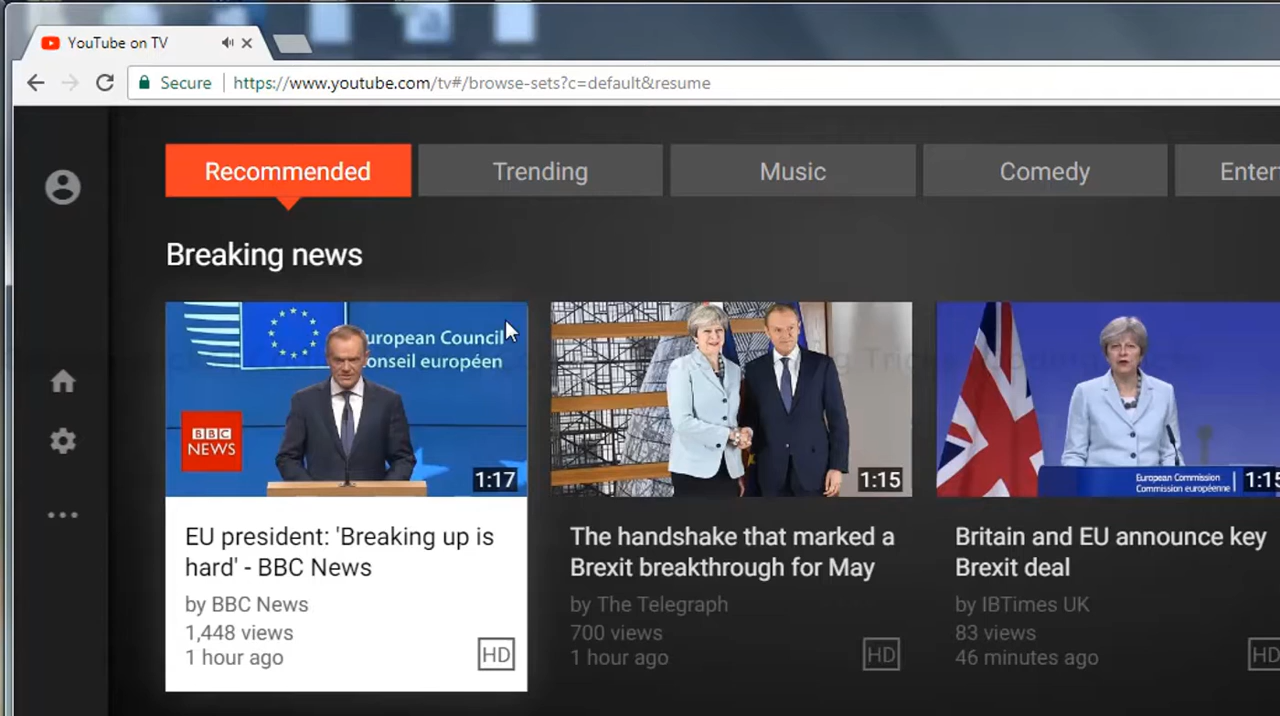 YouTube on TV
Secure
https://www.youtube.com/tv#/browse-sets?c=default&resume
Recommended
Trending
Music
Comedy
Enter
Breaking news
European Council
Conseil européen
BBC
NEWS
1:17
1:15
European Commission
Commission européenne
1:15
EU president: 'Breaking up is
hard' - BBC News
by BBC News
1,448 views
1 hour ago
HD
The handshake that marked a
Brexit breakthrough for May
by The Telegraph
700 views
1 hour ago
HD
Britain and EU announce key
Brexit deal
by IBTimes UK
83 views
46 minutes ago
HD